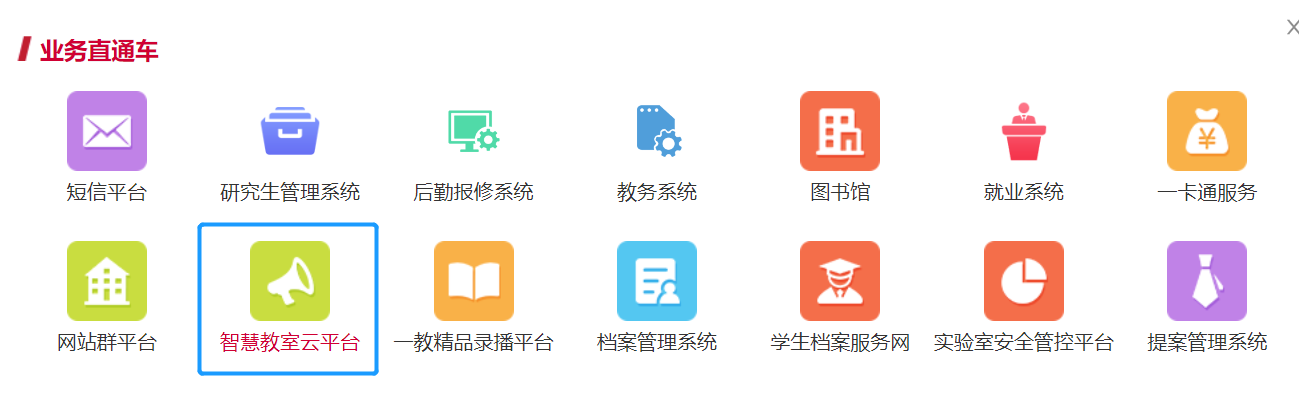 业务直通车
短信平台
研究生管理系统
后勤报修系统
教务系统
图书馆
就业系统
一卡通服务
网站群平台
智慧教室云平台
一教精品录播平台
档案管理系统
学生档案服务网
实验室安全管控平台
提案管理系统